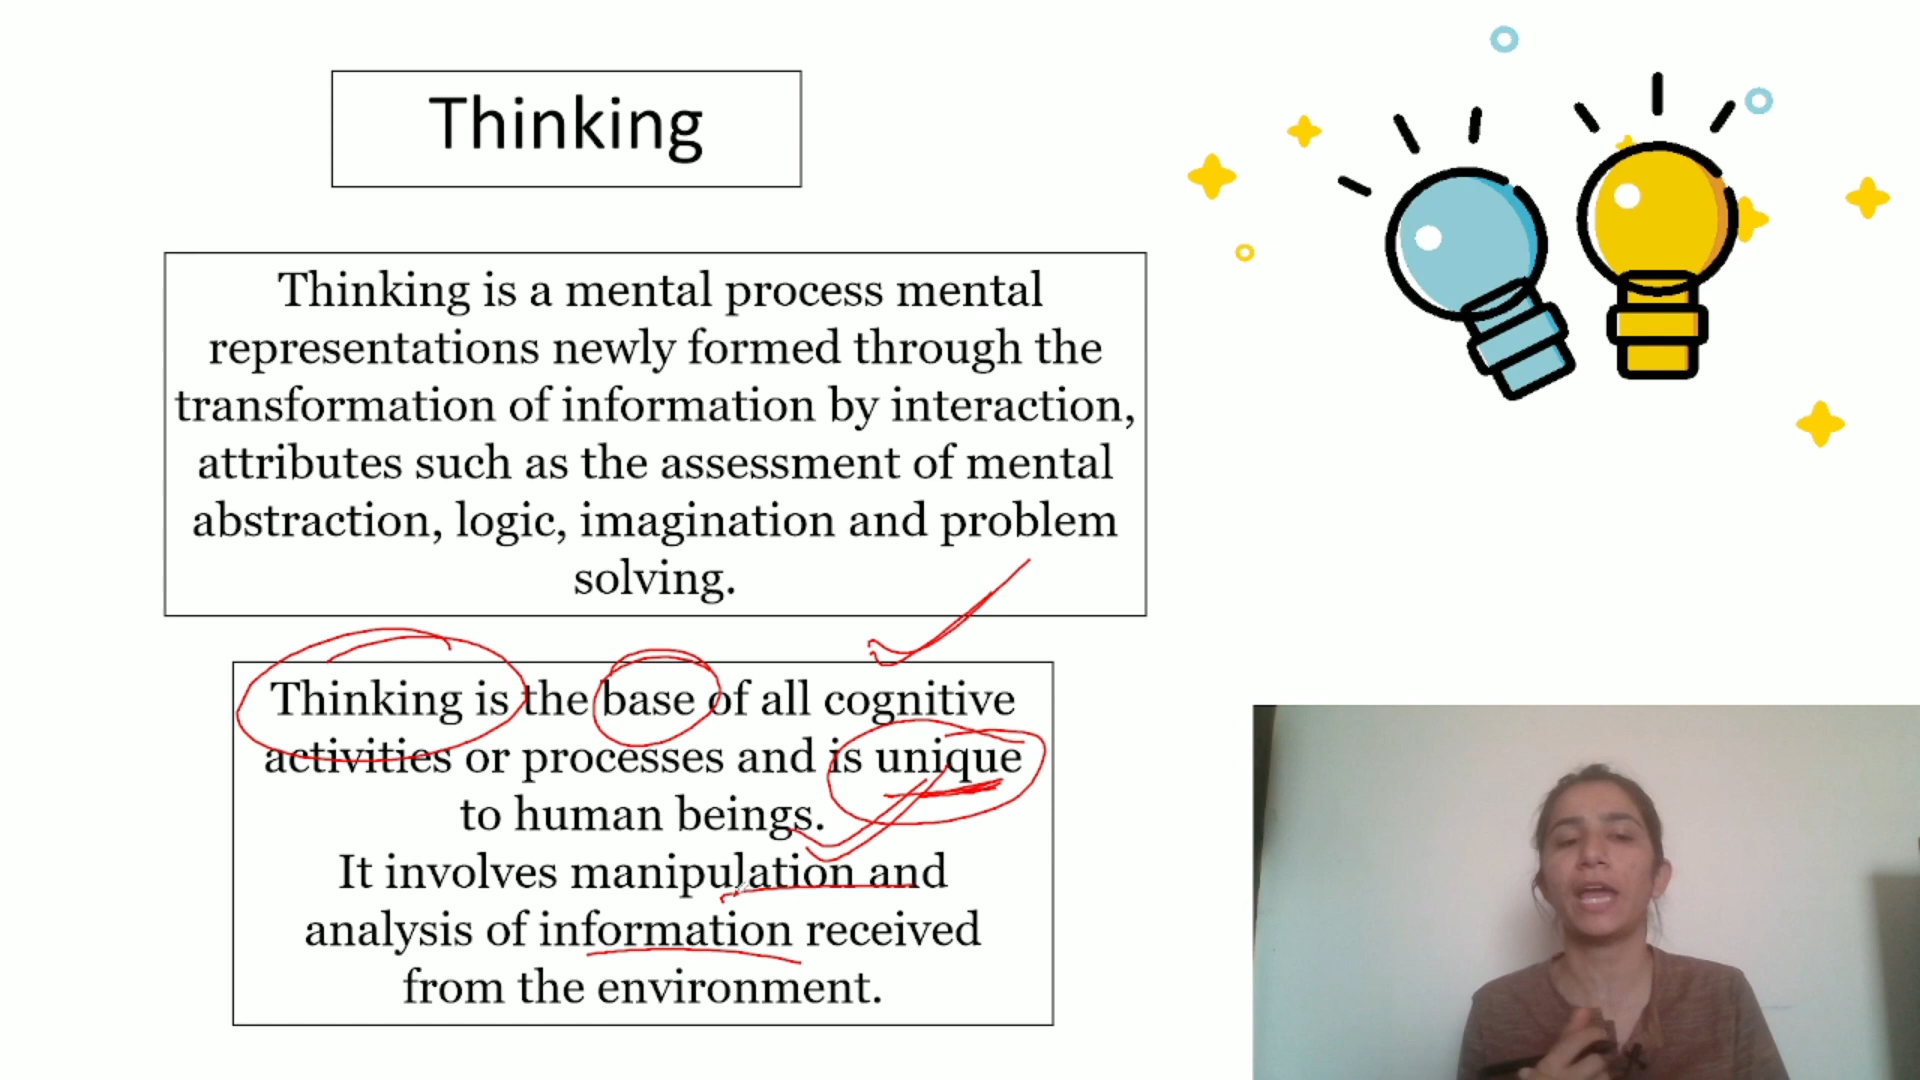 Thinking
Thinking is a mental process mental
representations newly formed through the
transformation of information by interaction,
attributes such as the assessment of mental
abstraction, logic, imagination and problem
solving.
Thinking is the base of all cognitive
activities or processes and is unique
to human beings.
It involves manipulation and
analysis of information received
from the environment.